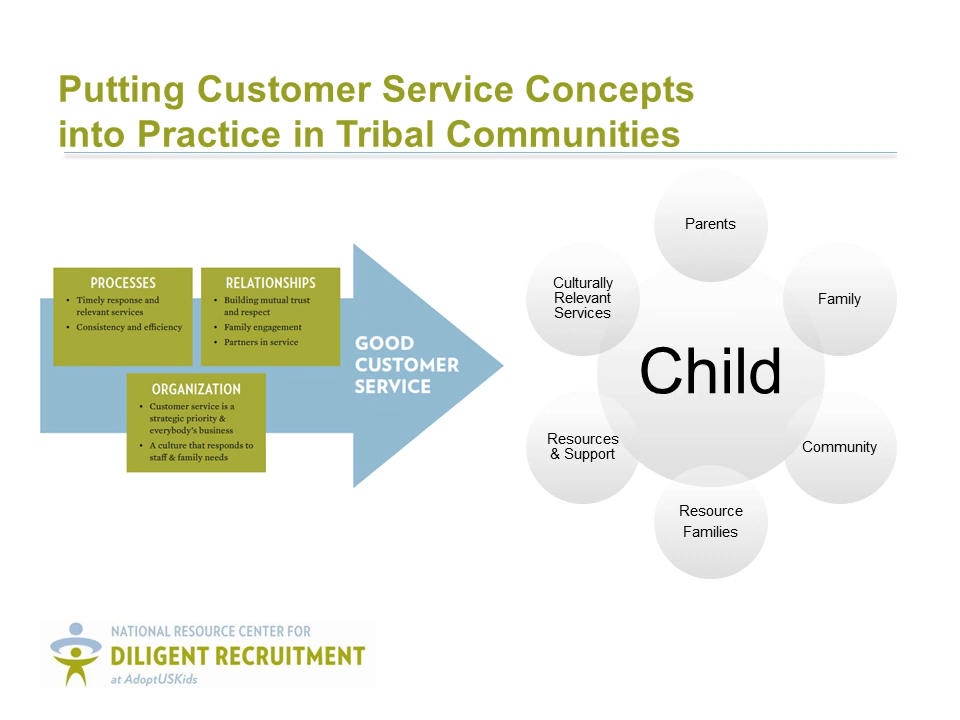 Putting Customer Service Concepts
into Practice in Tribal Communities
PROCESSES
• Timely response and
relevant services
• Consistency and efficiency
RELATIONSHIPS
• Building mutual trust
and respect
• Family engagement
• Partners in service
ORGANIZATION
• Customer service is a
strategic priority &
everybody's business
• A culture that responds to
staff & family needs
GOOD
CUSTOMER
SERVICE
Child
Parents
Family
Community
Resource
Families
Resources
& Support
Culturally
Relevant
Services
NATIONAL RESOURCE CENTER FOR
DILIGENT RECRUITMENT
at AdoptUSKids